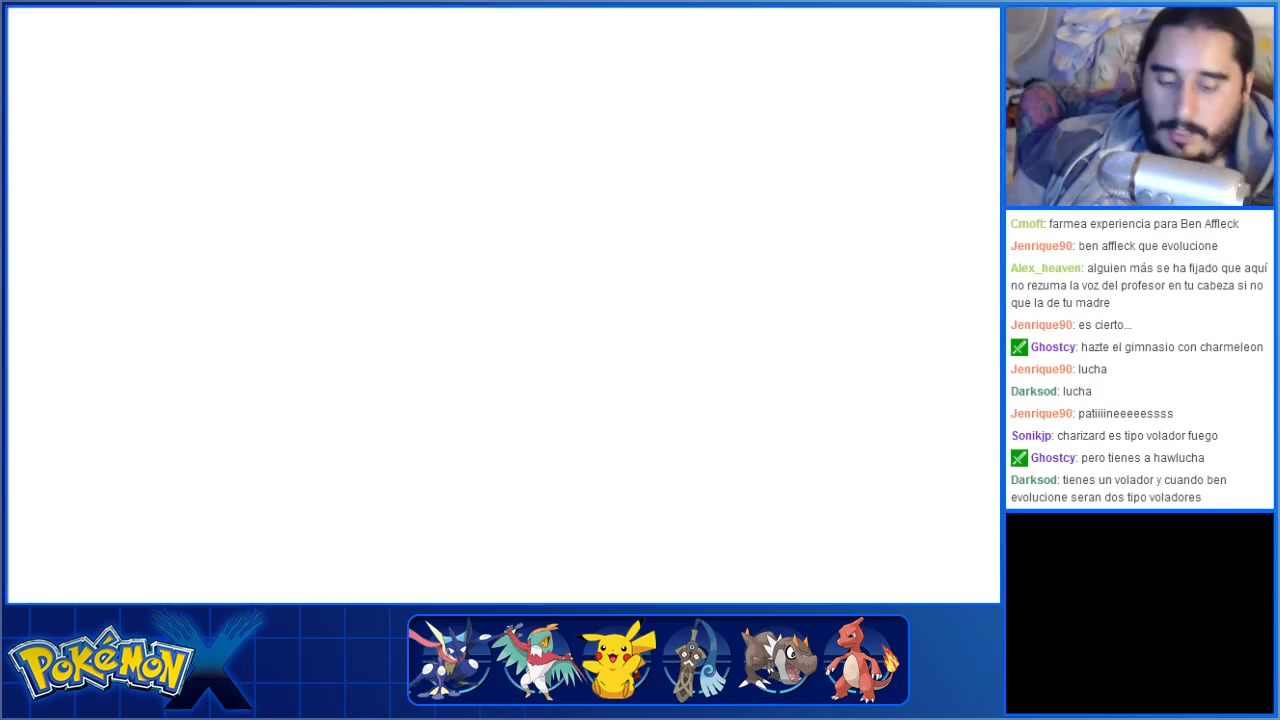 Cmoft: farmea experiencia para Ben Affleck
Jenrique90: ben affleck que evolucione
Alex_heaven: alguien más se ha fijado que aquí
no rezuma la voz del profesor en tu cabeza si no
que la de tu madre
Jenrique90: es cierto...
Ghostcy: hazte el gimnasio con charmeleon
Jenrique90: lucha
Darksod: lucha
Jenrique90: patiiiineeeeessss
Sonikjp: charizard es tipo volador fuego
Ghostcy: pero tienes a hawlucha
Darksod: tienes un volador y cuando ben
evolucione seran dos tipo voladores
POKéMON X